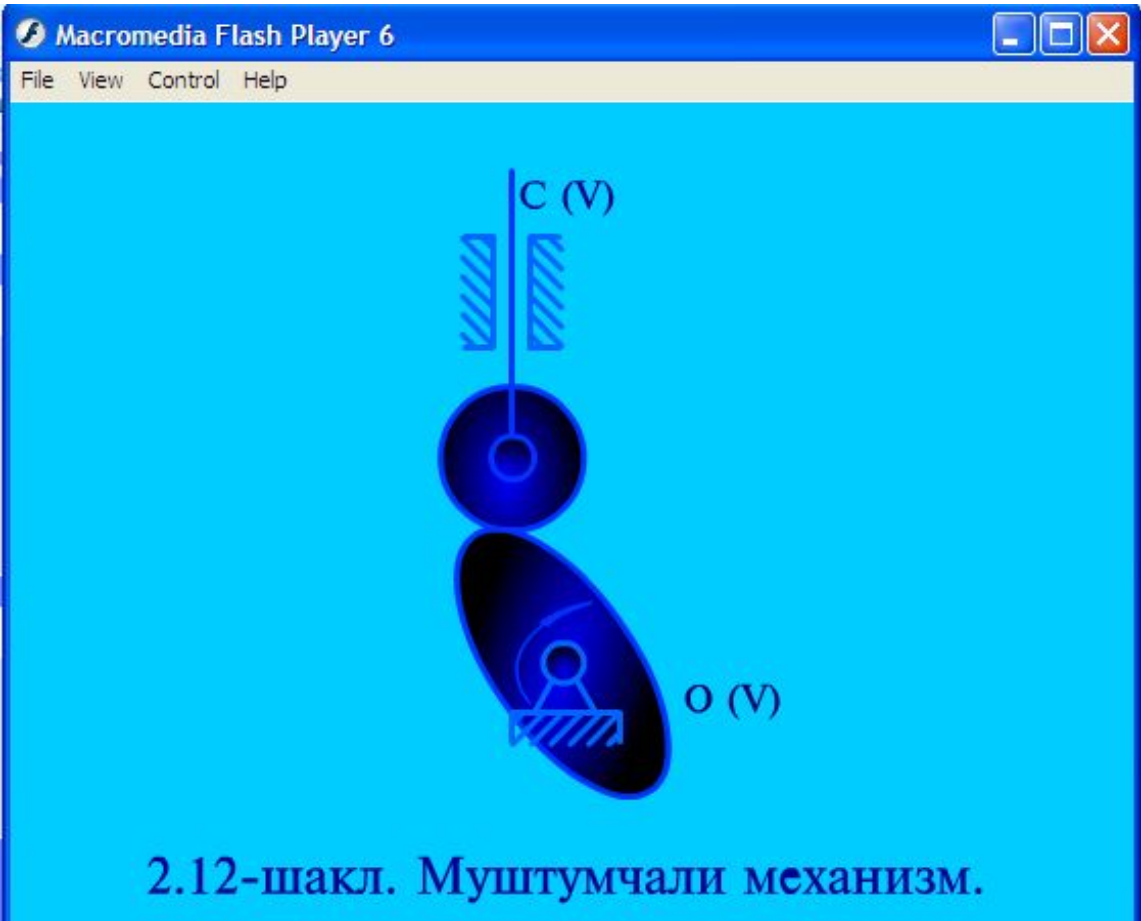 Macromedia Flash Player 6
File View Control Help
C (V)
O (V)
2.12-шакл. Муштумчали механизм.